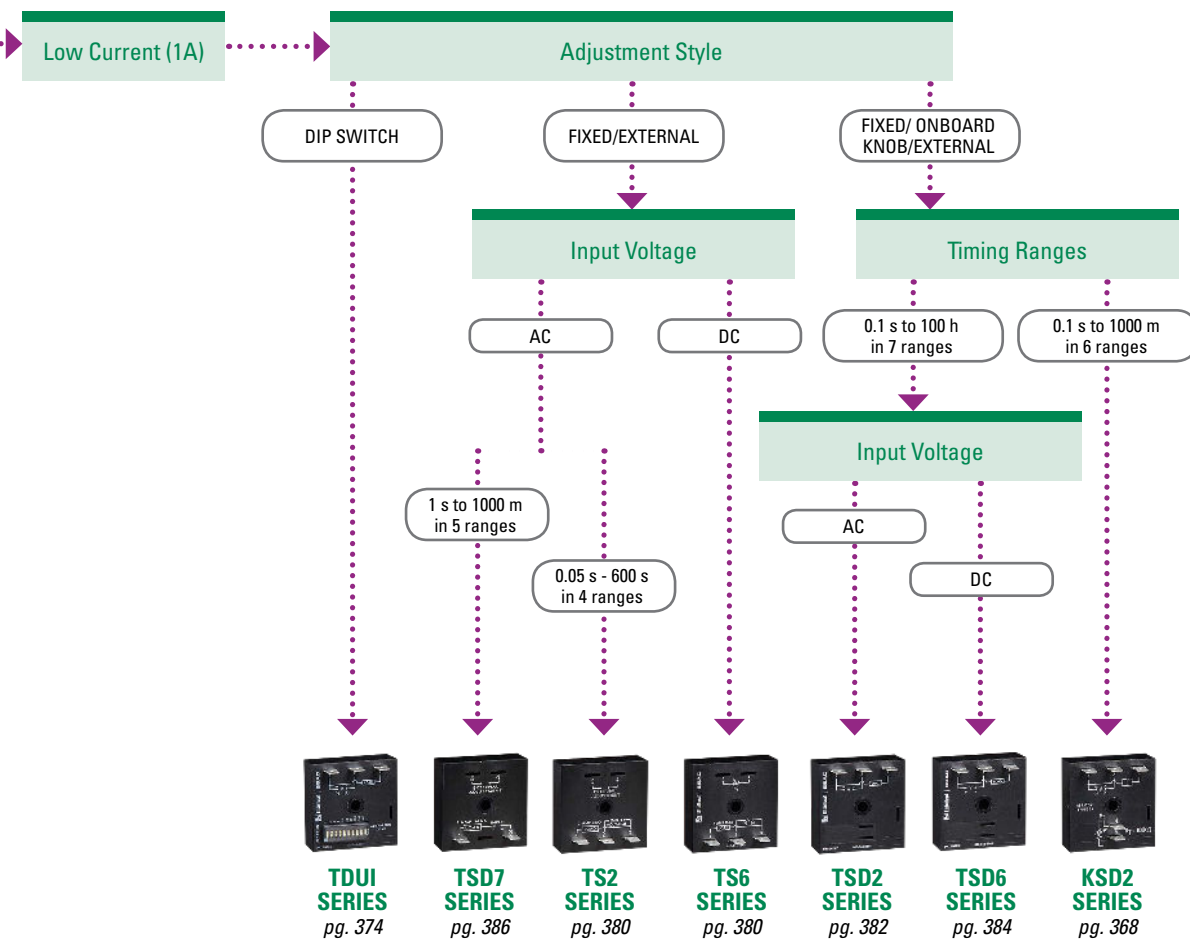 Low Current (1A)
Adjustment Style
DIP SWITCH
FIXED/EXTERNAL
FIXED/ ONBOARD
KNOB/EXTERNAL
Input Voltage
Timing Ranges
AC
DC
0.1 s to 100 h
in 7 ranges
0.1 s to 1000 m
in 6 ranges
Input Voltage
1 s to 1000 m
in 5 ranges
AC
0.05 s - 600 s
in 4 ranges
DC
TDUI
SERIES
pg. 374
TSD7
SERIES
pg. 386
TS2
SERIES
pg. 380
TS6
SERIES
pg. 380
TSD2
SERIES
pg. 382
TSD6
SERIES
pg. 384
KSD2
SERIES
pg. 368